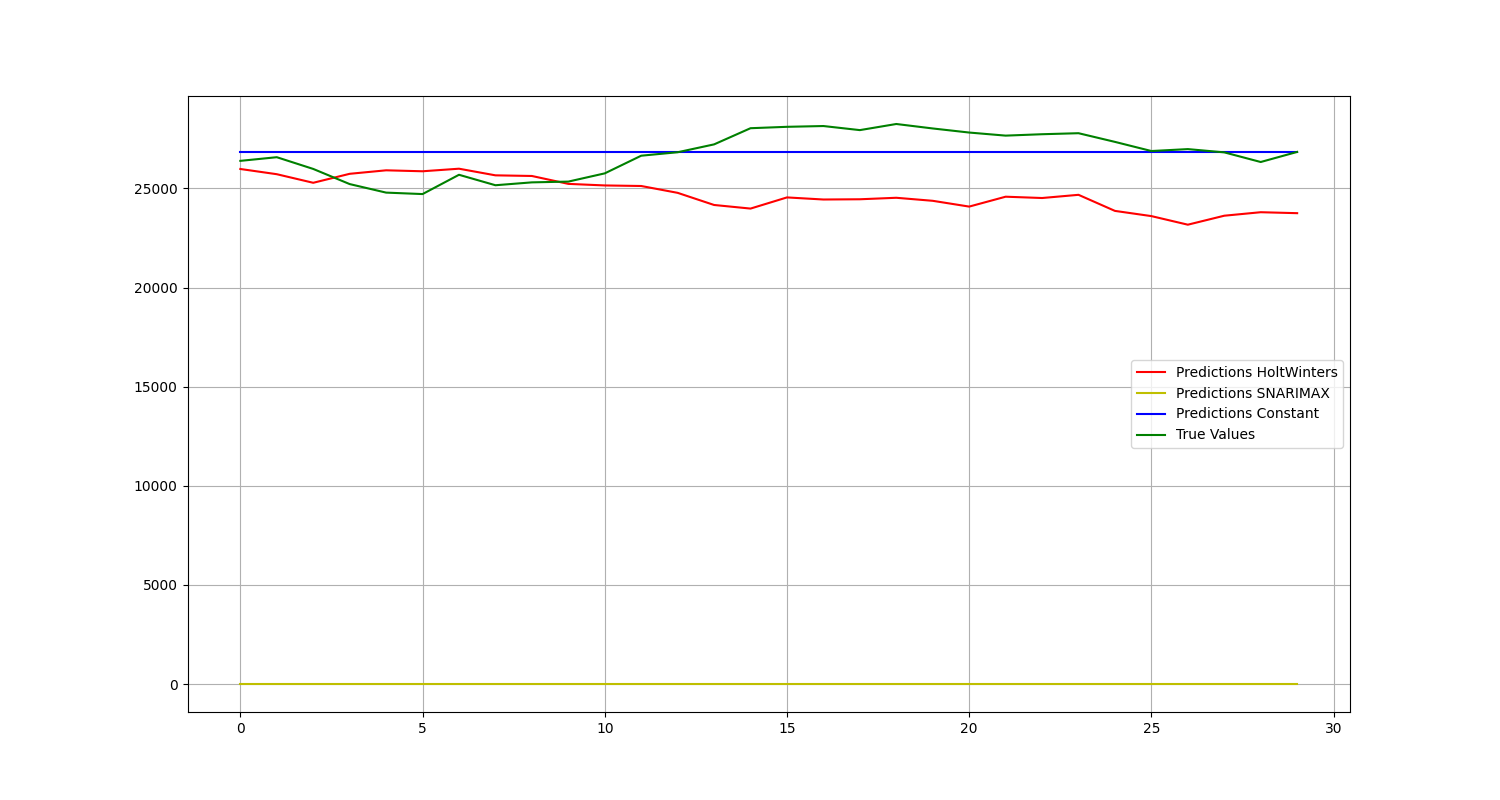 25000
20000
15000
10000
5000
0
0 5 10 15 20 25 30
Predictions HoltWinters
Predictions SNARIMAX
Predictions Constant
True Values